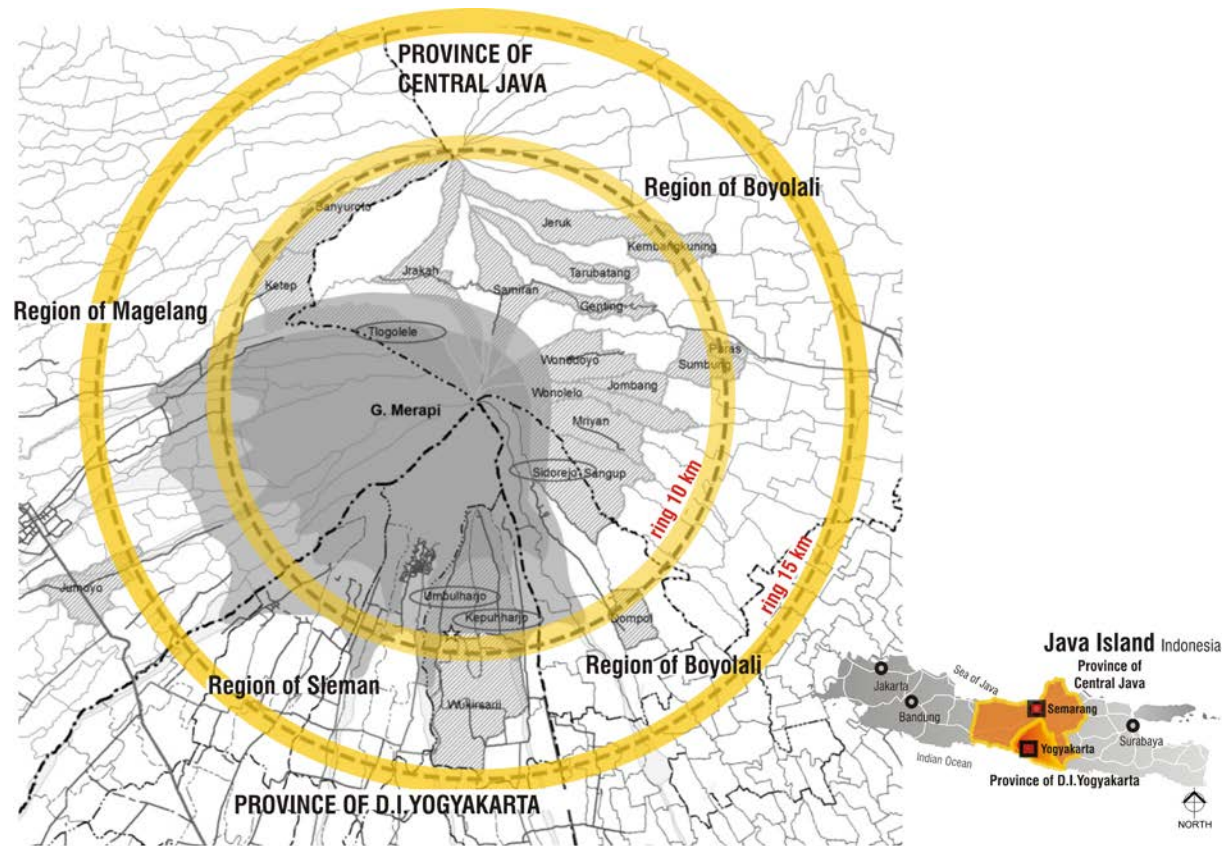 PROVINCE OF
CENTRAL JAVA
Region of Boyolali
Banyuroto
Jeruk
Kembangkuning
Jrakah
Tarubatang
Ketep
Samiran
Genting
Region of Magelang
Tlogolele
Wonodoyo
Paras
Sumbung
Wonolelo
Jombang
G. Merapi
Mriyan
Sidorejo
Sangup
ring 10 km
ring 15 km
Jumoyo
Umbulharjo
Kepuhharjo
Dompol
Region of Boyolali
Region of Sleman
Wukirsari
PROVINCE OF D.I.YOGYAKARTA
Java Island Indonesia
Province of
Central Java
Sea of Java
Jakarta
Semarang
Bandung
Surabaya
Yogyakarta
Indian Ocean
Province of D.I.Yogyakarta
NORTH